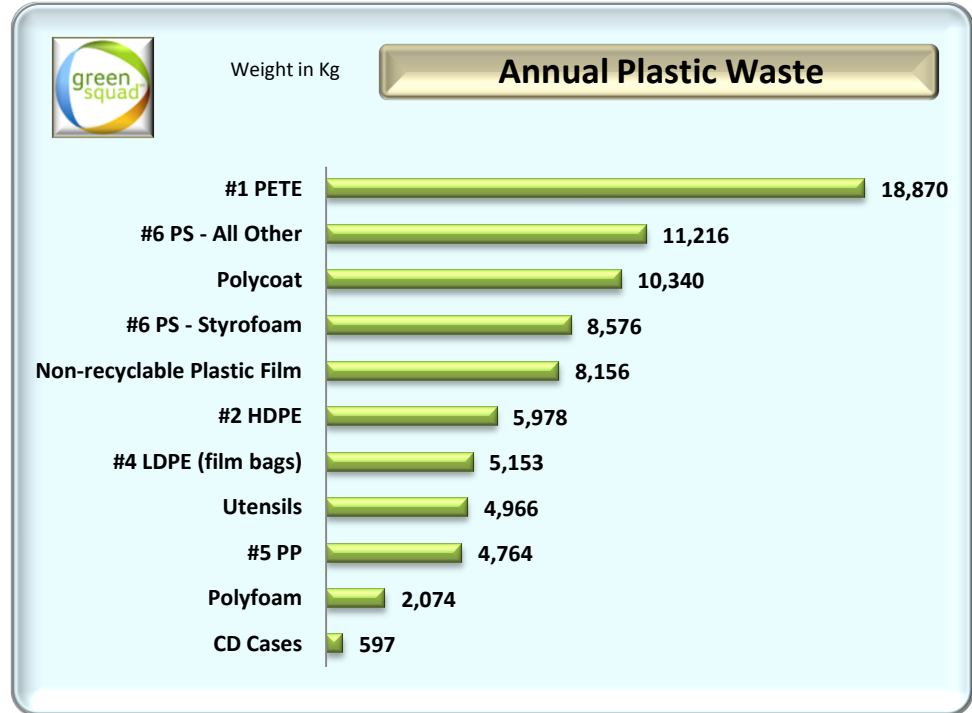 green
squad™
Weight in Kg
Annual Plastic Waste
#1 PETE 18,870
#6 PS - All Other 11,216
Polycoat 10,340
#6 PS - Styrofoam 8,576
Non-recyclable Plastic Film 8,156
#2 HDPE 5,978
#4 LDPE (film bags) 5,153
Utensils 4,966
#5 PP 4,764
Polyfoam 2,074
CD Cases 597